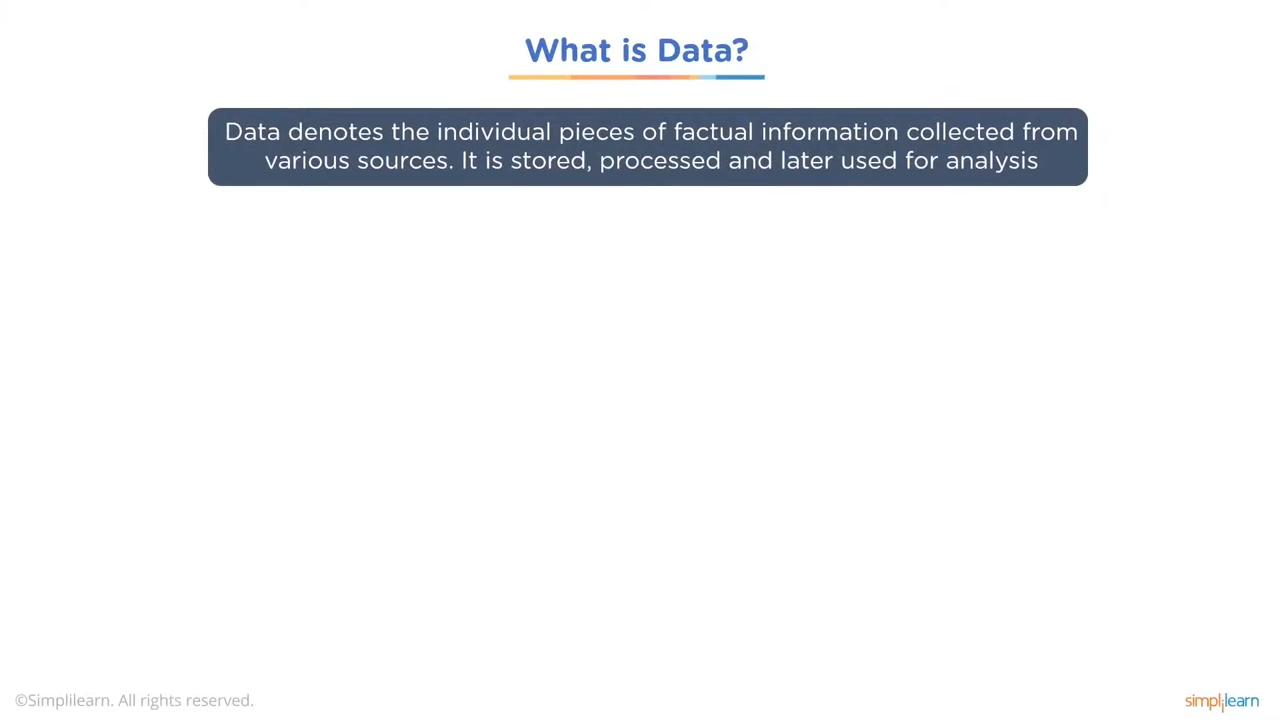 What is Data?
Data denotes the individual pieces of factual information collected from
various sources. It is stored, processed and later used for analysis
©Simplilearn. All rights reserved.
simplilearn